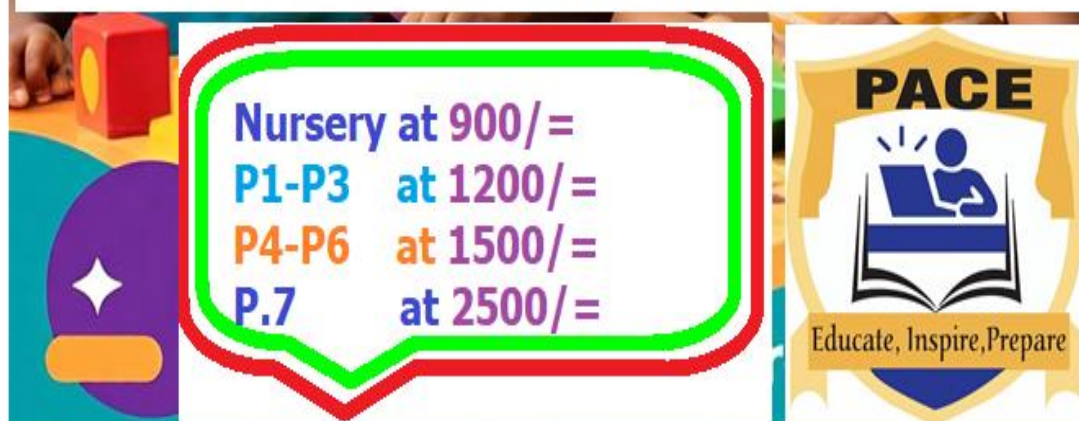 Nursery at 900/=
P1-P3 at 1200/=
P4-P6 at 1500/=
P.7 at 2500/=
PACE
Educate, Inspire,Prepare